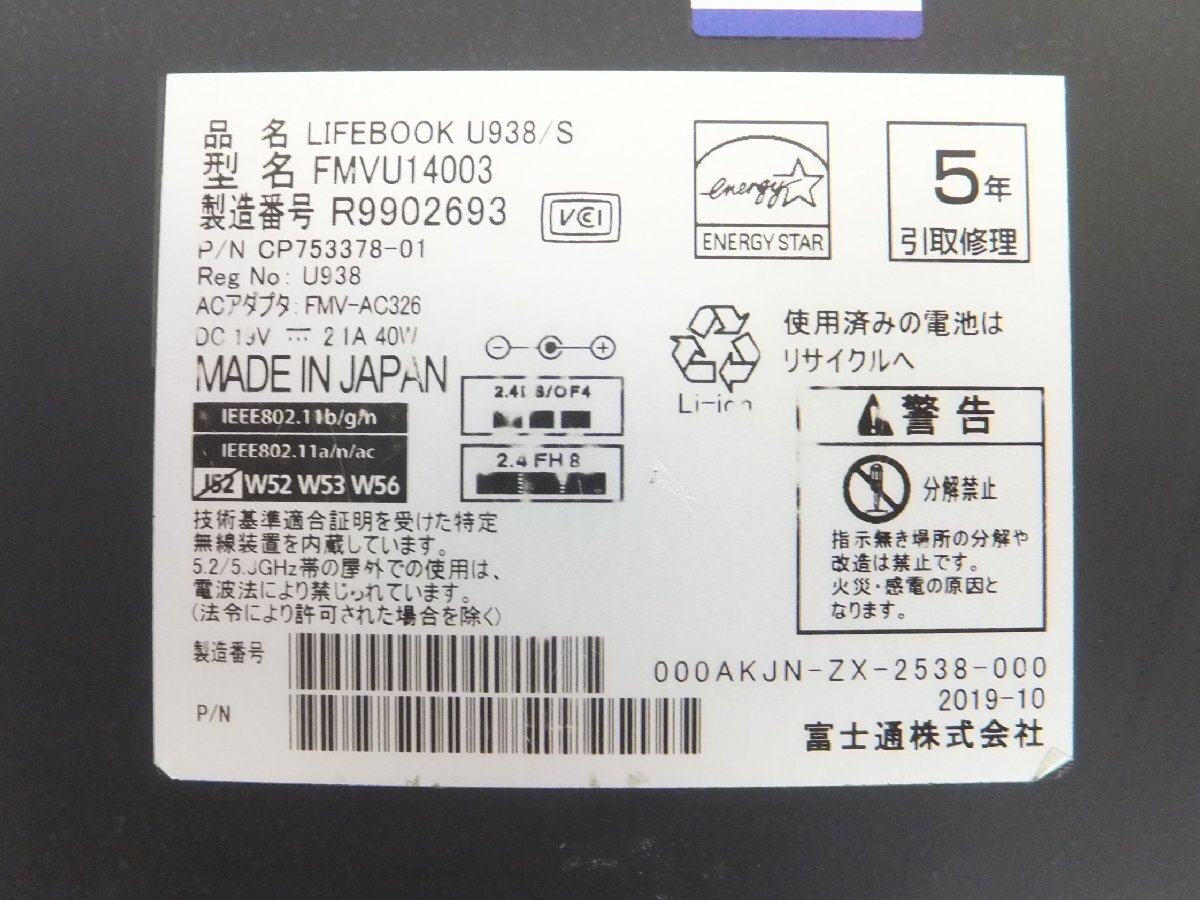 品 名 LIFEBOOK U938/S
型 名 FMVU14003
製造番号 R9902693
VCCI
P/N CP753378-01
Reg No: U938
ACアダプタ: FMV-AC326
DC 19V 2.1A 40W
MADE IN JAPAN
IEEE802.11b/g/n
IEEE802.11a/n/ac
J52 W52 W53 W56
2.4 FH 8
energy
ENERGY STAR
5年
引取修理
使用済みの電池は
リサイクルへ
Li-ion
警告
分解禁止
指示無き場所の分解や
改造は禁止です。
火災・感電の原因と
なります。
技術基準適合証明を受けた特定
無線装置を内蔵しています。
5.2/5.3GHz帯の屋外での使用は、
電波法により禁じられています。
(法令により許可された場合を除く)
製造番号
P/N
000AKJN-ZX-2538-000
2019-10
富士通株式会社